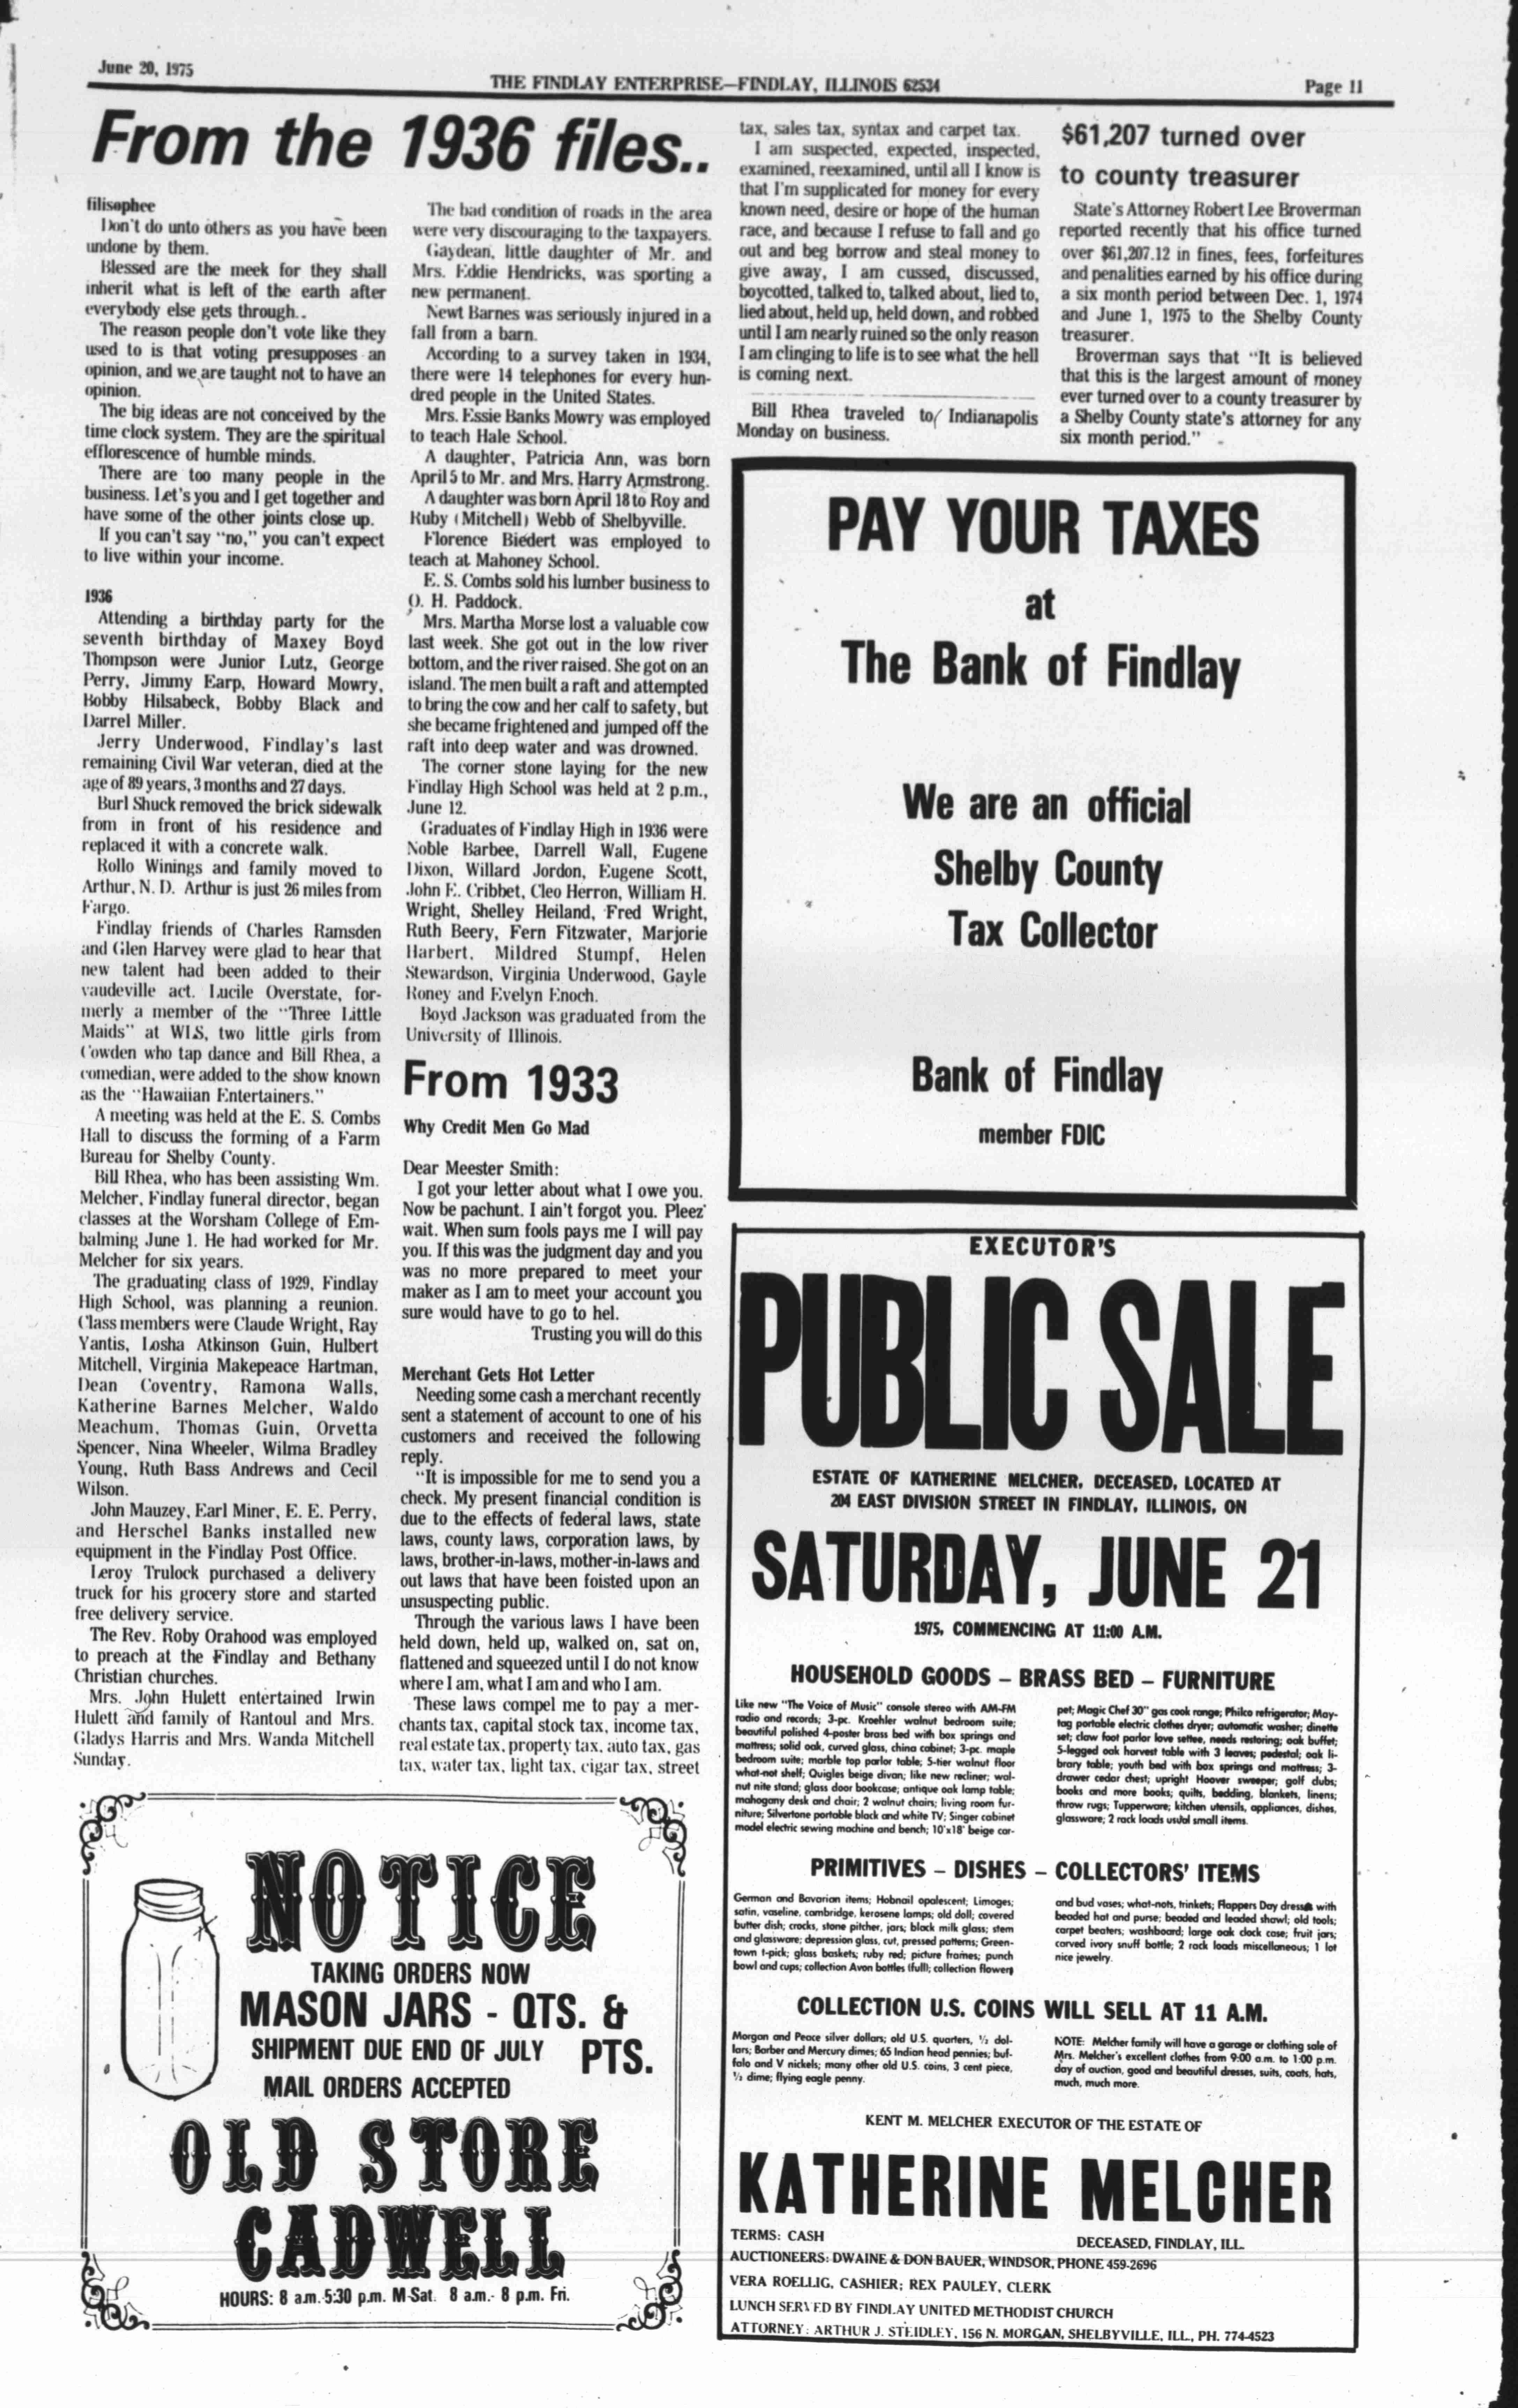 June 20, 1975
THE FINDLAY ENTERPRISE—FINDLAY, ILLINOIS 62534
Page 11
From the 1936 files..
filisophee
Don't do unto others as you have been
undone by them.
Blessed are the meek for they shall
inherit what is left of the earth after
everybody else gets through..
The reason people don't vote like they
used to is that voting presupposes an
opinion, and we are taught not to have an
opinion.
The big ideas are not conceived by the
time clock system. They are the spiritual
efflorescence of humble minds.
There are too many people in the
business. Let's you and I get together and
have some of the other joints close up.
If you can't say "no," you can't expect
to live within your income.
1936
Attending a birthday party for the
seventh birthday of Maxey Boyd
Thompson were Junior Lutz, George
Perry, Jimmy Earp, Howard Mowry,
Bobby Hilsabeck, Bobby Black and
Darrel Miller.
Jerry Underwood, Findlay's last
remaining Civil War veteran, died at the
age of 89 years, 3 months and 27 days.
Burl Shuck removed the brick sidewalk
from in front of his residence and
replaced it with a concrete walk.
Rollo Winings and family moved to
Arthur, N. D. Arthur is just 26 miles from
Fargo.
Findlay friends of Charles Ramsden
and Glen Harvey were glad to hear that
new talent had been added to their
vaudeville act. Lucile Overstate, for-
merly a member of the "Three Little
Maids" at WLS, two little girls from
Cowden who tap dance and Bill Rhea, a
comedian, were added to the show known
as the "Hawaiian Entertainers."
A meeting was held at the E. S. Combs
Hall to discuss the forming of a Farm
Bureau for Shelby County.
Bill Rhea, who has been assisting Wm.
Melcher, Findlay funeral director, began
classes at the Worsham College of Em-
balming June 1. He had worked for Mr.
Melcher for six years.
The graduating class of 1929, Findlay
High School, was planning a reunion.
Class members were Claude Wright, Ray
Yantis, Losha Atkinson Guin, Hulbert
Mitchell, Virginia Makepeace Hartman,
Dean Coventry, Ramona Walls,
Katherine Barnes Melcher, Waldo
Meachum, Thomas Guin, Orvetta
Spencer, Nina Wheeler, Wilma Bradley
Young, Ruth Bass Andrews and Cecil
Wilson.
John Mauzey, Earl Miner, E. E. Perry,
and Herschel Banks installed new
equipment in the Findlay Post Office.
Leroy Trulock purchased a delivery
truck for his grocery store and started
free delivery service.
The Rev. Roby Orahood was employed
to preach at the Findlay and Bethany
Christian churches.
Mrs. John Hulett entertained Irwin
Hulett and family of Rantoul and Mrs.
Gladys Harris and Mrs. Wanda Mitchell
Sunday.
The bad condition of roads in the area
were very discouraging to the taxpayers.
Gaydean, little daughter of Mr. and
Mrs. Eddie Hendricks, was sporting a
new permanent.
Newt Barnes was seriously injured in a
fall from a barn.
According to a survey taken in 1934,
there were 14 telephones for every hun-
dred people in the United States.
Mrs. Essie Banks Mowry was employed
to teach Hale School.
A daughter, Patricia Ann, was born
April 5 to Mr. and Mrs. Harry Armstrong.
A daughter was born April 18 to Roy and
Ruby (Mitchell) Webb of Shelbyville.
Florence Biedert was employed to
teach at Mahoney School.
E. S. Combs sold his lumber business to
O. H. Paddock.
Mrs. Martha Morse lost a valuable cow
last week. She got out in the low river
bottom, and the river raised. She got on an
island. The men built a raft and attempted
to bring the cow and her calf to safety, but
she became frightened and jumped off the
raft into deep water and was drowned.
The corner stone laying for the new
Findlay High School was held at 2 p.m.,
June 12.
Graduates of Findlay High in 1936 were
Noble Barbee, Darrell Wall, Eugene
Dixon, Willard Jordon, Eugene Scott,
John E. Cribbet, Cleo Herron, William H.
Wright, Shelley Heiland, Fred Wright,
Ruth Beery, Fern Fitzwater, Marjorie
Harbert, Mildred Stumpf, Helen
Stewardson, Virginia Underwood, Gayle
Roney and Evelyn Enoch.
Boyd Jackson was graduated from the
University of Illinois.
From 1933
Why Credit Men Go Mad
Dear Meester Smith:
I got your letter about what I owe you.
Now be pachunt. I ain't forgot you. Pleez
wait. When sum fools pays me I will pay
you. If this was the judgment day and you
was no more prepared to meet your
maker as I am to meet your account you
sure would have to go to hel.
Trusting you will do this
Merchant Gets Hot Letter
Needing some cash a merchant recently
sent a statement of account to one of his
customers and received the following
reply.
"It is impossible for me to send you a
check. My present financial condition is
due to the effects of federal laws, state
laws, county laws, corporation laws, by
laws, brother-in-laws, mother-in-laws and
out laws that have been foisted upon an
unsuspecting public.
Through the various laws I have been
held down, held up, walked on, sat on,
flattened and squeezed until I do not know
where I am, what I am and who I am.
These laws compel me to pay a mer-
chants tax, capital stock tax, income tax,
real estate tax, property tax, auto tax, gas
tax, water tax, light tax, cigar tax, street
tax, sales tax, syntax and carpet tax.
I am suspected, expected, inspected,
examined, reexamined, until all I know is
that I'm supplicated for money for every
known need, desire or hope of the human
race, and because I refuse to fall and go
out and beg borrow and steal money to
give away, I am cussed, discussed,
boycotted, talked to, talked about, lied to,
lied about, held up, held down, and robbed
until I am nearly ruined so the only reason
I am clinging to life is to see what the hell
is coming next.
Bill Rhea traveled to Indianapolis
Monday on business.
$61,207 turned over
to county treasurer
State's Attorney Robert Lee Broverman
reported recently that his office turned
over $61,207.12 in fines, fees, forfeitures
and penalities earned by his office during
a six month period between Dec. 1, 1974
and June 1, 1975 to the Shelby County
treasurer.
Broverman says that "It is believed
that this is the largest amount of money
ever turned over to a county treasurer by
a Shelby County state's attorney for any
six month period."
PAY YOUR TAXES
at
The Bank of Findlay
We are an official
Shelby County
Tax Collector
Bank of Findlay
member FDIC
EXECUTOR'S
PUBLIC SALE
ESTATE OF KATHERINE MELCHER, DECEASED, LOCATED AT
204 EAST DIVISION STREET IN FINDLAY, ILLINOIS, ON
SATURDAY, JUNE 21
1975, COMMENCING AT 11:00 A.M.
HOUSEHOLD GOODS – BRASS BED – FURNITURE
Like new "The Voice of Music" console stereo with AM-FM
radio and records; 3-pc. Kroehler walnut bedroom suite;
beautiful polished 4-poster brass bed with box springs and
mattress; solid oak, curved glass, china cabinet; 3-pc. maple
bedroom suite; marble top parlor table; 5-tier walnut floor
what-not shelf; Quigles beige divan; like new recliner; wal-
nut nite stand; glass door bookcase; antique oak lamp table;
mahogany desk and chair; 2 walnut chairs; living room fur-
niture; Silvertone portable black and white TV; Singer cabinet
model electric sewing machine and bench; 10'x18' beige car-
pet; Magic Chef 30" gas cook range; Philco refrigerator; May-
tag portable electric clothes dryer; automatic washer; dinette
set; claw foot parlor love settee, needs restoring; oak buffet;
5-legged oak harvest table with 3 leaves; pedestal; oak li-
brary table; youth bed with box springs and mattress; 3-
drawer cedar chest; upright Hoover sweeper; golf clubs;
books and more books; quilts, bedding, blankets, linens;
throw rugs; Tupperware; kitchen utensils, appliances, dishes,
glassware; 2 rack loads usual small items.
PRIMITIVES – DISHES – COLLECTORS' ITEMS
German and Bavarian items; Hobnail opalescent; Limoges;
satin, vaseline, cambridge, kerosene lamps; old doll; covered
butter dish; crocks, stone pitcher, jars; black milk glass; stem
and glassware; depression glass, cut, pressed patterns; Green-
town t-pick; glass baskets; ruby red; picture frames; punch
bowl and cups; collection Avon bottles (full); collection flowers
and bud vases; what-nots, trinkets; Flappers Day dresses with
beaded hat and purse; beaded and leaded shawl; old tools;
carpet beaters; washboard; large oak clock case; fruit jars;
carved ivory snuff bottle; 2 rack loads miscellaneous; 1 lot
nice jewelry.
COLLECTION U.S. COINS WILL SELL AT 11 A.M.
Morgan and Peace silver dollars; old U.S. quarters, ½ dol-
lars; Barber and Mercury dimes; 65 Indian head pennies; buf-
falo and V nickels; many other old U.S. coins, 3 cent piece,
½ dime; flying eagle penny.
NOTE: Melcher family will have a garage or clothing sale of
Mrs. Melcher's excellent clothes from 9:00 a.m. to 1:00 p.m.
day of auction, good and beautiful dresses, suits, coats, hats,
much, much more.
KENT M. MELCHER EXECUTOR OF THE ESTATE OF
KATHERINE MELCHER
TERMS: CASH
DECEASED, FINDLAY, ILL.
AUCTIONEERS: DWAINE & DON BAUER, WINDSOR, PHONE 459-2696
VERA ROELLIG, CASHIER; REX PAULEY, CLERK
LUNCH SERVED BY FINDLAY UNITED METHODIST CHURCH
ATTORNEY: ARTHUR J. STEIDLEY, 156 N. MORGAN, SHELBYVILLE, ILL., PH. 774-4523
NOTICE
TAKING ORDERS NOW
MASON JARS - QTS. &
PTS.
SHIPMENT DUE END OF JULY
MAIL ORDERS ACCEPTED
OLD STORE
CADWELL
HOURS: 8 a.m.-5:30 p.m. M-Sat. 8 a.m.- 8 p.m. Fri.